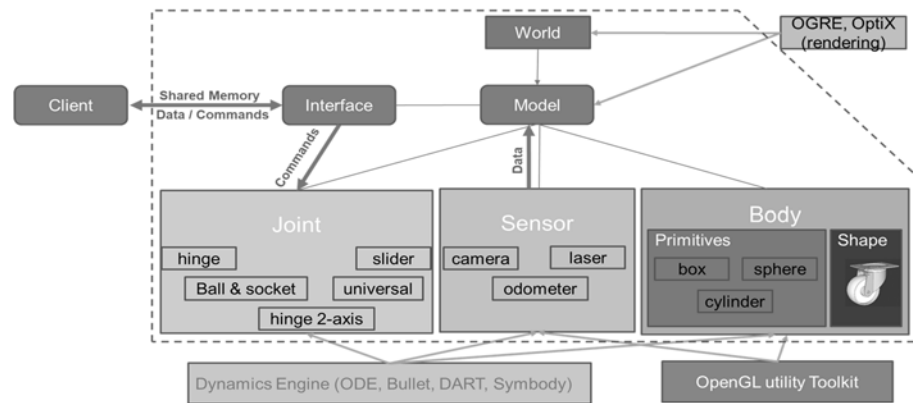 World
OGRE, OptiX
(rendering)
Client
Shared Memory
Data / Commands
Interface
Model
Commands
Data
Joint
hinge
slider
Ball & socket
universal
hinge 2-axis
Sensor
camera
laser
odometer
Body
Primitives
box
sphere
cylinder
Shape
Dynamics Engine (ODE, Bullet, DART, Symbody)
OpenGL utility Toolkit